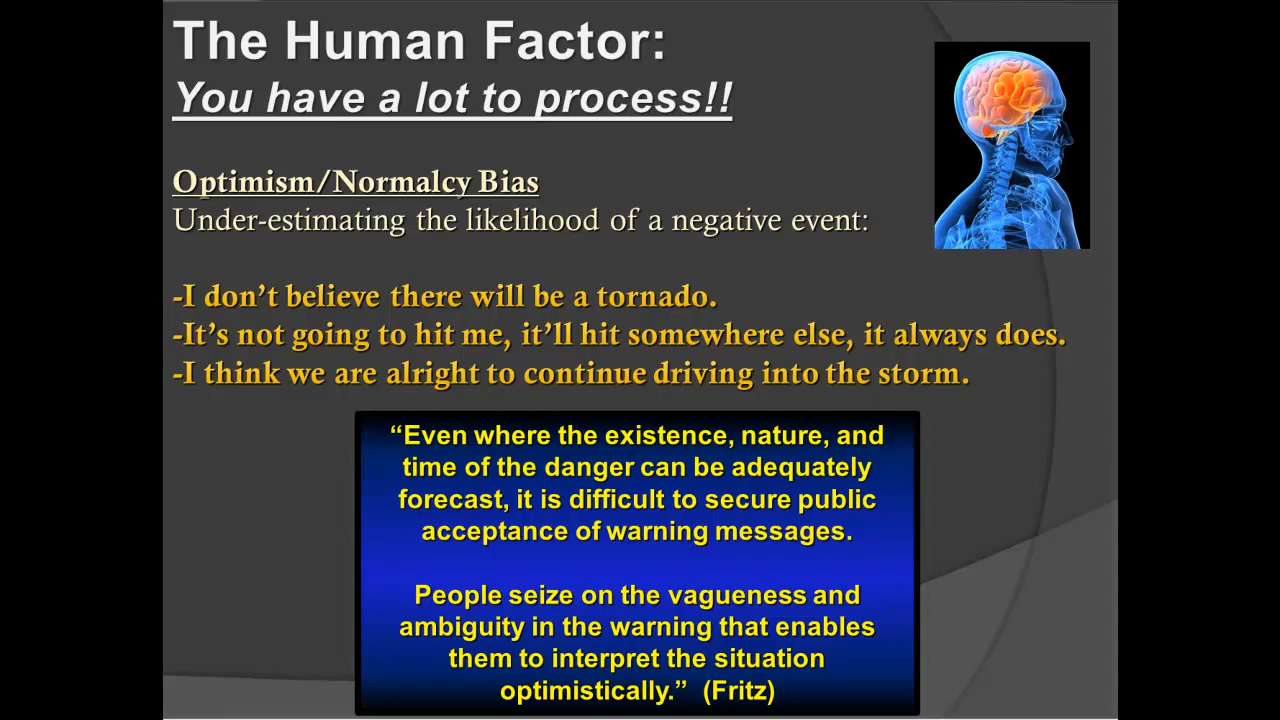 The Human Factor:
You have a lot to process!!
Optimism/Normalcy Bias
Under-estimating the likelihood of a negative event:
-I don’t believe there will be a tornado.
-It’s not going to hit me, it’ll hit somewhere else, it always does.
-I think we are alright to continue driving into the storm.
“Even where the existence, nature, and
time of the danger can be adequately
forecast, it is difficult to secure public
acceptance of warning messages.
People seize on the vagueness and
ambiguity in the warning that enables
them to interpret the situation
optimistically.” (Fritz)